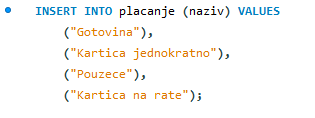 INSERT INTO placanje (naziv) VALUES
("Gotovina"),
("Kartica jednokratno"),
("Pouzece"),
("Kartica na rate");